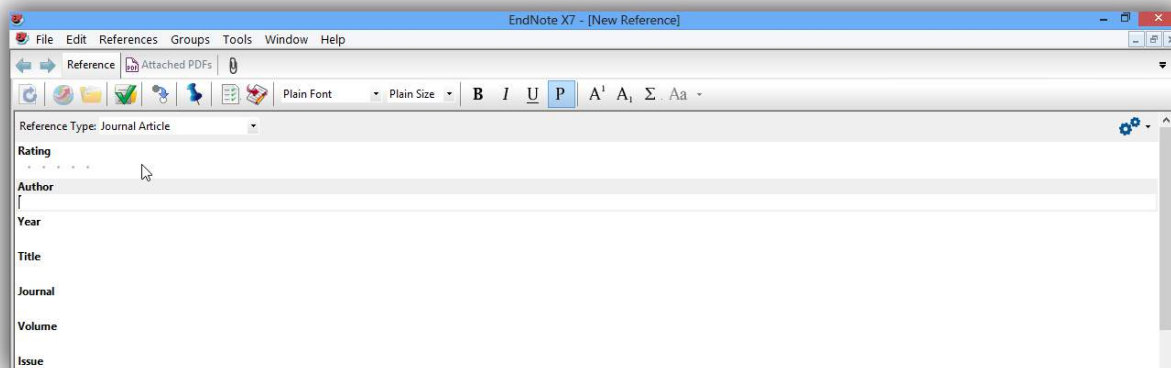 EndNote X7 - [New Reference]
File Edit References Groups Tools Window Help
Reference Attached PDFs
Plain Font Plain Size B I U P A¹ A₁ Σ Aa
Reference Type: Journal Article
Rating
Author
Year
Title
Journal
Volume
Issue